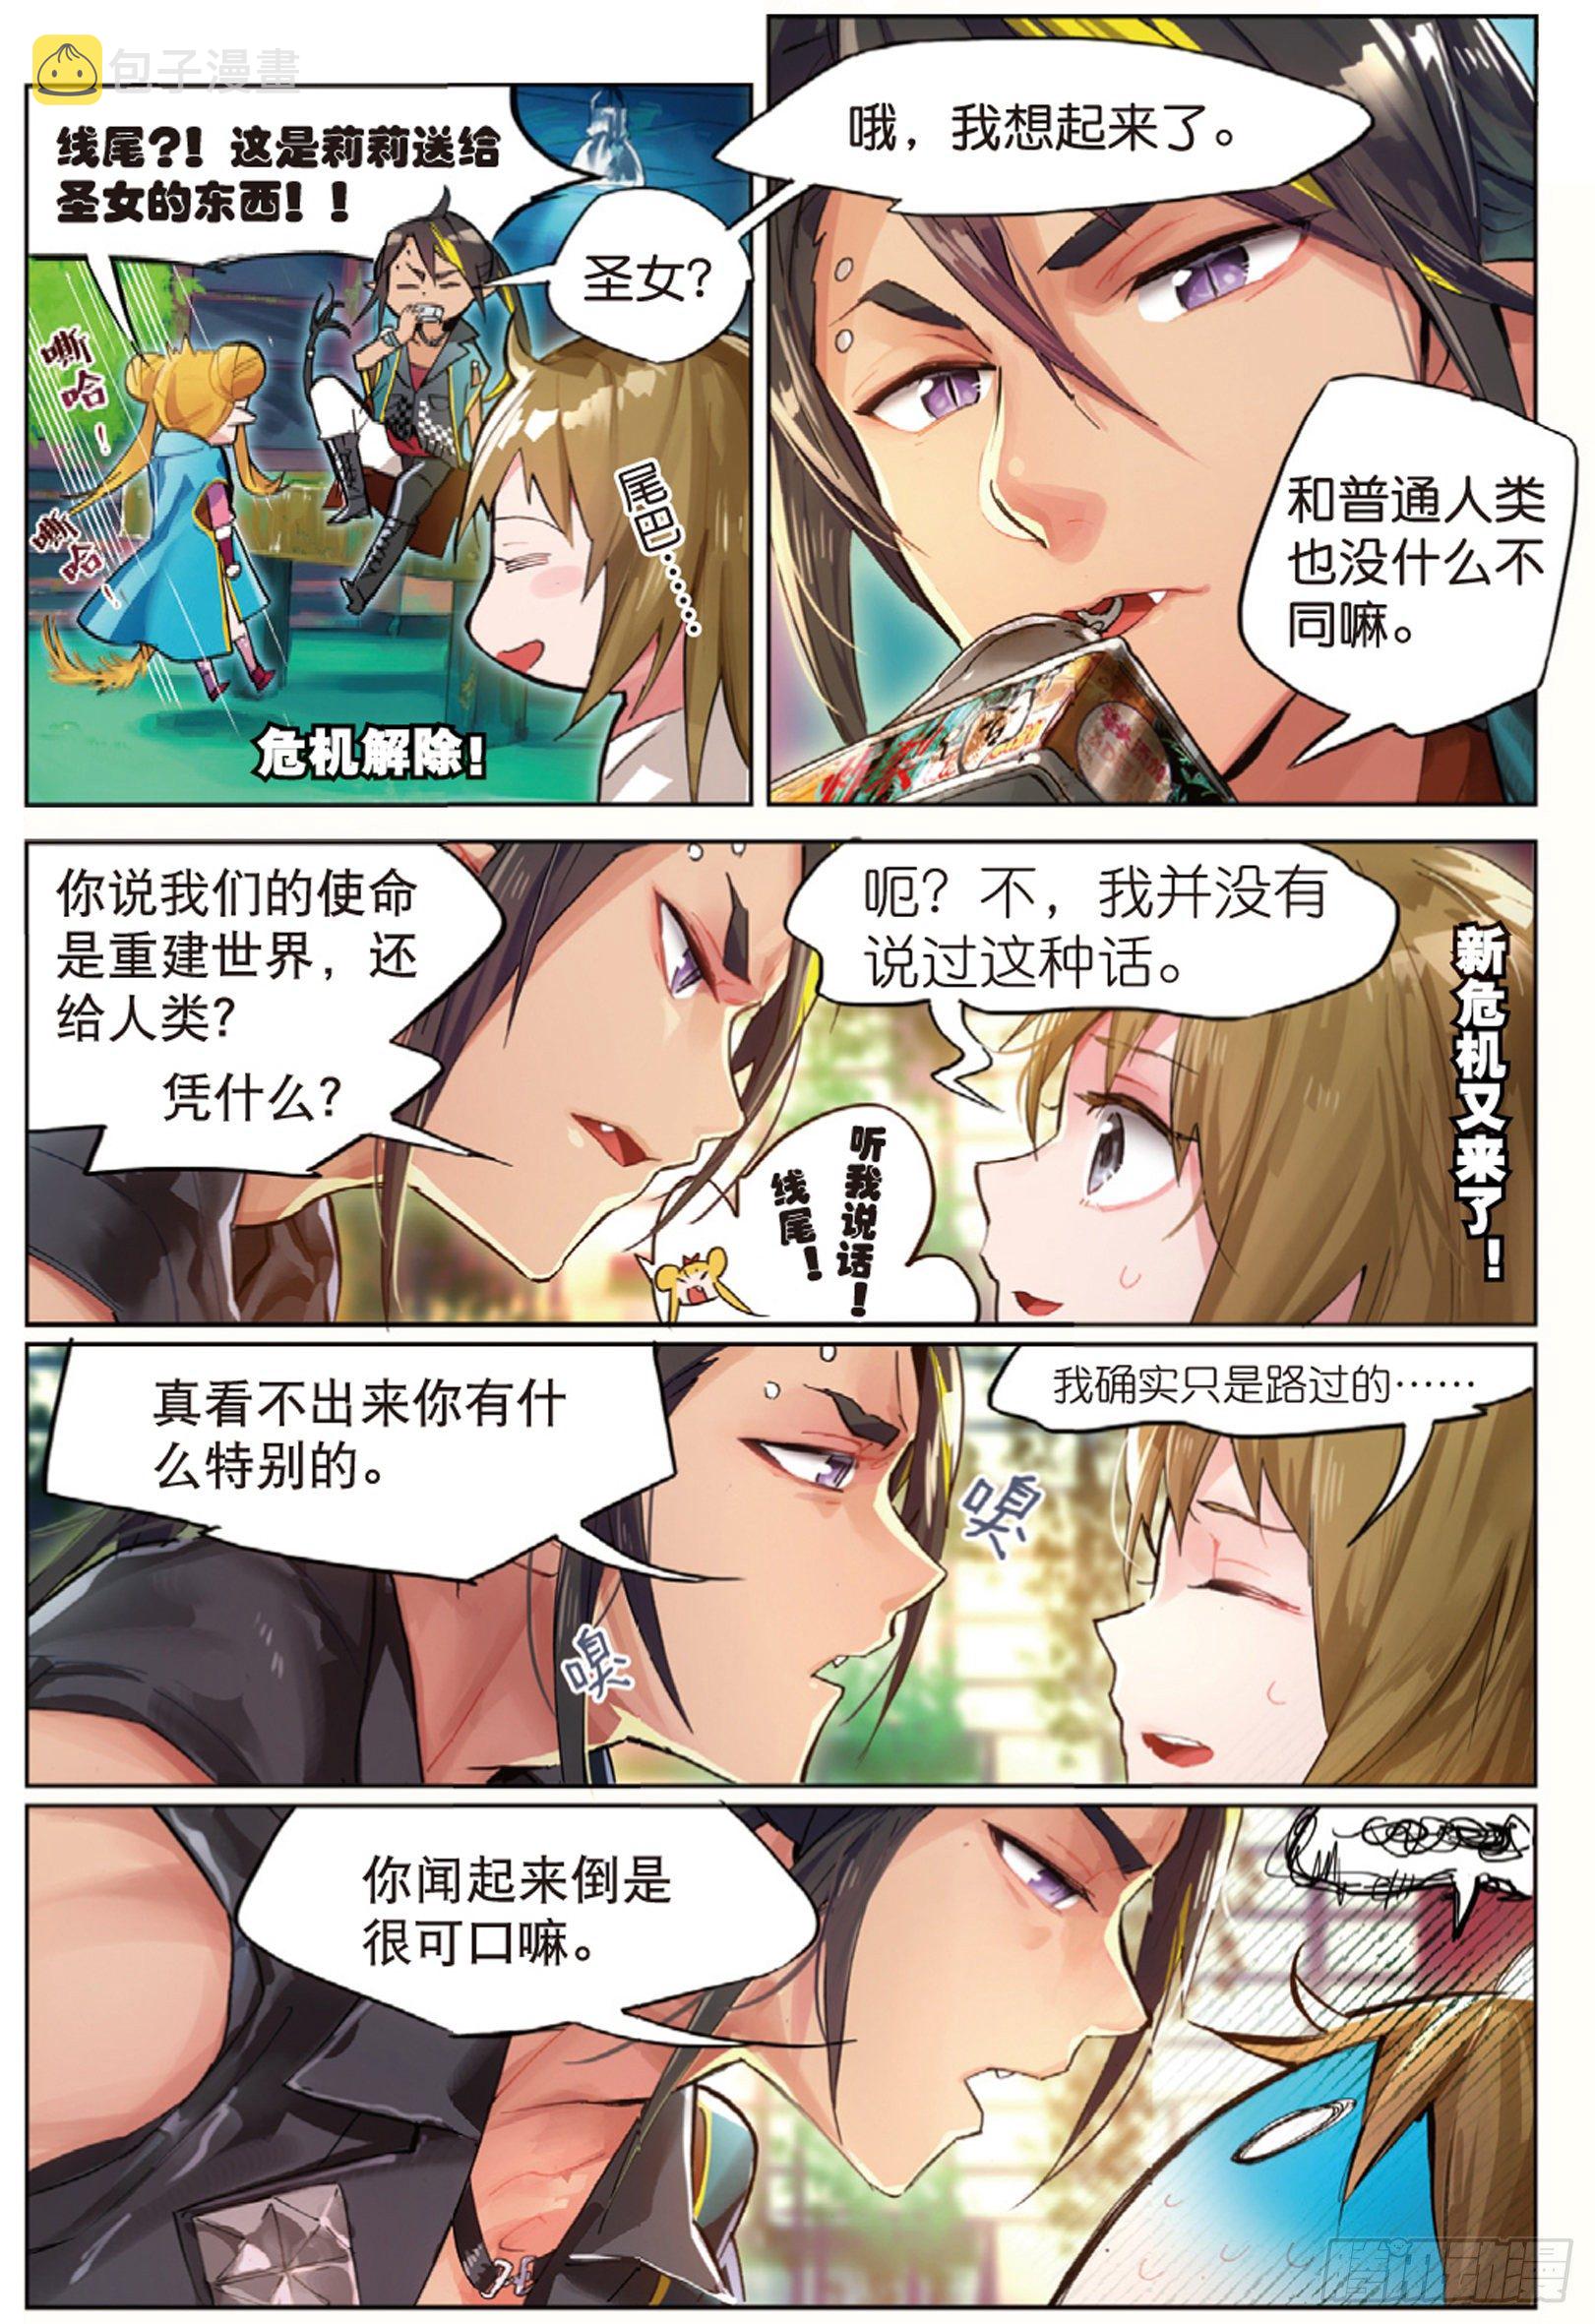 包子漫畫
线尾？！这是莉莉送给
圣女的东西！！
圣女？
嘶哈！
嘶哈！
尾巴……
危机解除！
哦，我想起来了。
和普通人类
也没什么不
同嘛。
你说我们的使命
是重建世界，还
给人类？
凭什么？
呃？不，我并没有
说过这种话。
新危机又来了！
听我说话！
线尾！
真看不出来你有什
么特别的。
我确实只是路过的……
嗅
嗅
你闻起来倒是
很可口嘛。
腾讯动漫